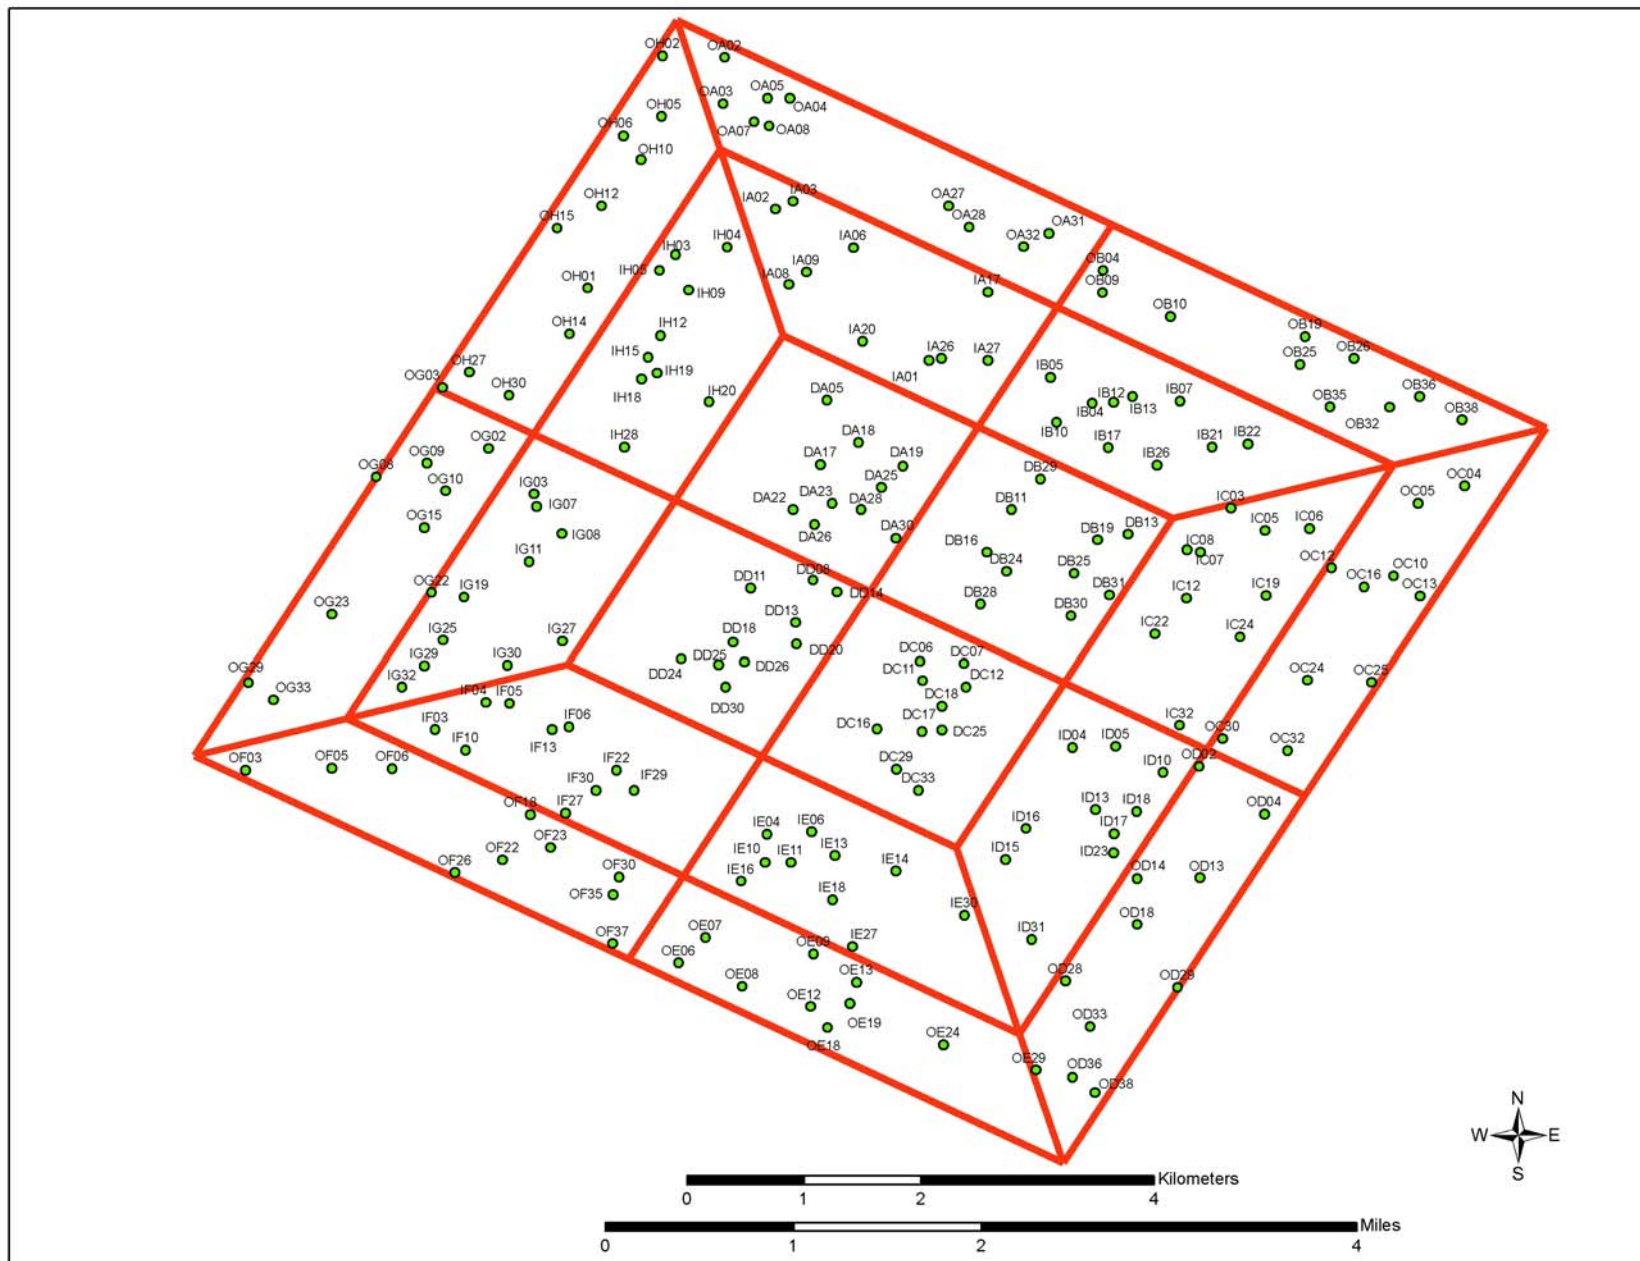 OH02
OA02
OA05
OA03
OA04
OH05
OH06
OA07
OA08
OH10
OH12
IA02
IA03
OA27
OH15
OA28
OA31
OA32
IH04
IA06
IH03
IH05
IA09
IA08
OB04
OH01
IH09
IA17
OB09
OB10
OH14
IH12
IA20
OB19
OB26
IH15
IA26
IA27
OB25
OH27
IH19
IA01
IB05
OG03
OH30
IH18
IH20
DA05
IB12
IB07
OB36
IB04
IB13
OB35
OB32
OB38
OG02
IH28
DA18
IB10
IB17
IB21
IB22
OG09
DA17
DA19
IB26
OG08
DB29
OC04
OG10
IG03
DA25
IC03
OC05
IG07
DA22
DA23
DA28
DB11
OG15
DA26
DA30
DB19
DB13
IC05
IC06
IG08
DB16
IC08
IC07
OC12
IG11
DB24
DB25
OC16
OC10
OG22
IG19
DD11
DD08
DD14
DB31
IC12
IC19
OC13
OG23
DB28
DB30
DD13
IC22
IC24
IG25
IG27
DD18
DD20
DC06
DC07
OG29
IG29
IG30
DD25
DD26
DC11
DC12
OC24
OC25
OG33
IG32
DD24
IF04
IF05
DD30
DC18
IF03
IF06
DC16
DC17
DC25
IC32
OC30
IF10
IF13
ID04
ID05
OC32
OF03
OF05
OF06
IF22
DC29
ID10
OD02
IF30
IF29
DC33
OF18
IF27
ID13
ID18
OD04
IE04
IE06
ID16
ID17
OF23
IE10
IE11
IE13
ID15
ID23
OF22
OF26
OF30
IE16
IE14
OD14
OD13
OF35
IE18
IE30
OD18
OF37
OE07
IE27
ID31
OE06
OE09
OE08
OE13
OD28
OD29
OE12
OE19
OE18
OE24
OD33
OE29
OD36
OD38
N
W E
S
Kilometers
0 1 2 4
Miles
0 1 2 4